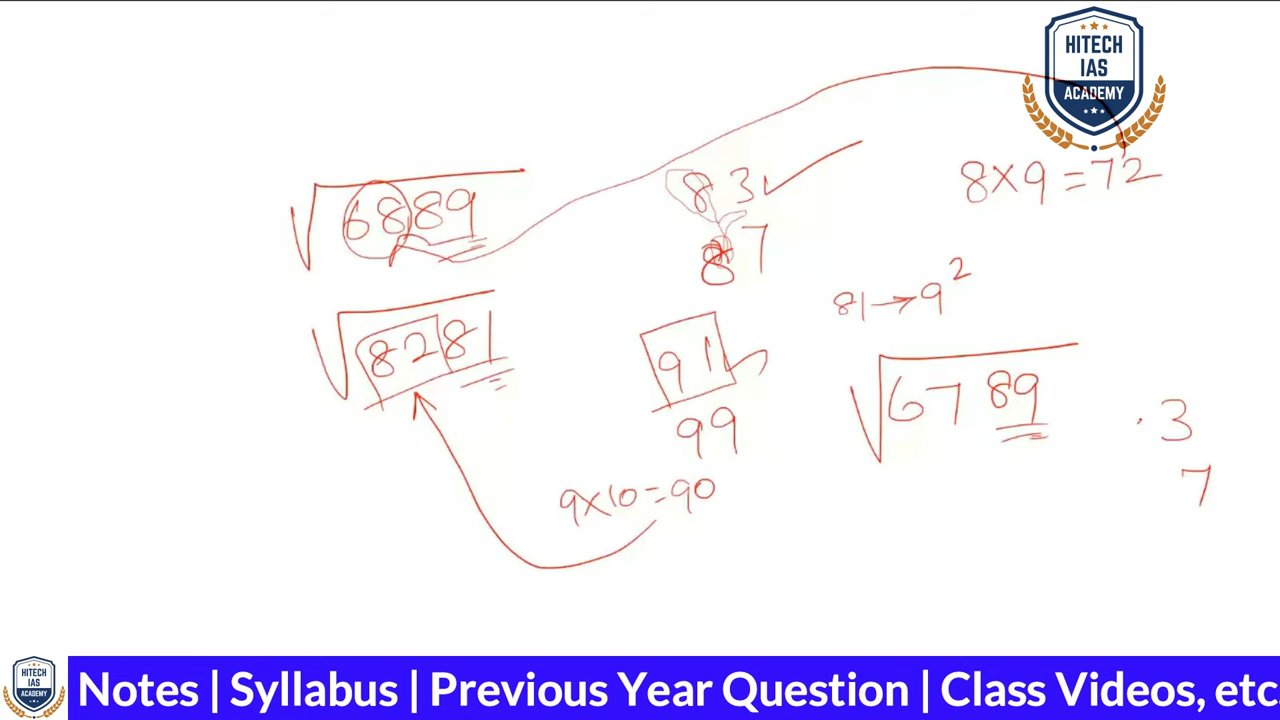 HITECH
IAS
ACADEMY
√6889
83 ✓
87
8×9=72
√8281
91 ✓
99
9×10=90
81→9²
√6789
·3
7
HITECH
IAS
ACADEMY
Notes | Syllabus | Previous Year Question | Class Videos, etc